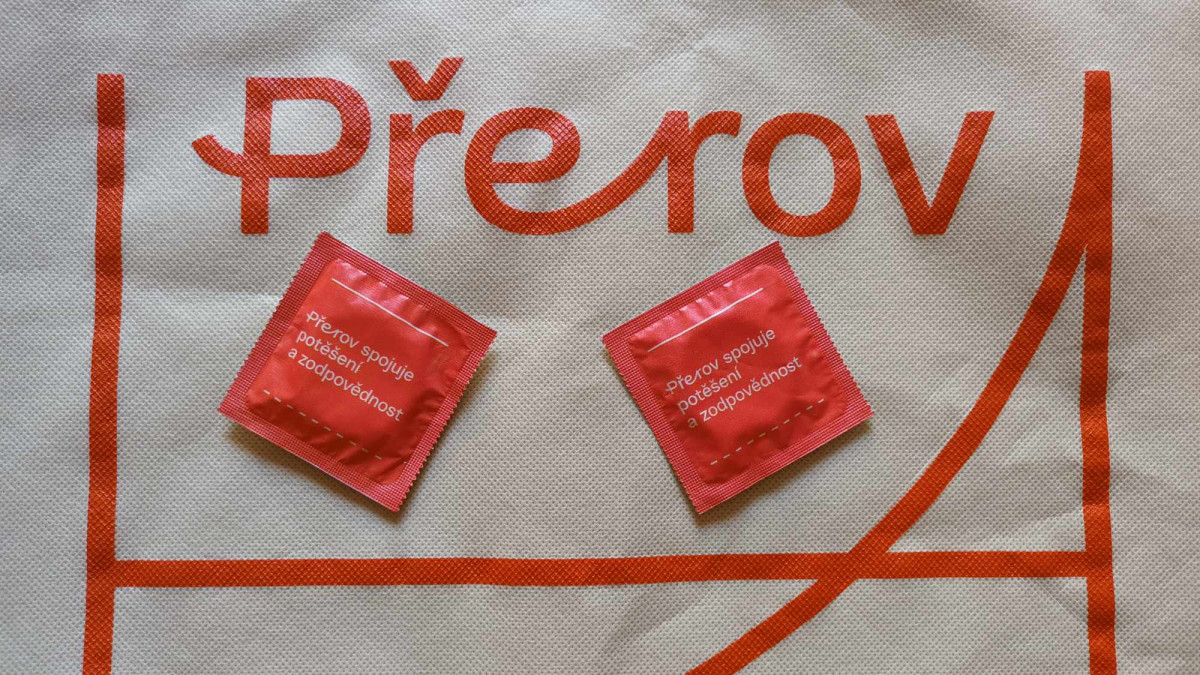 Přerov
Přerov spojuje
potěšení
a zodpovědnost
Přerov spojuje
potěšení
a zodpovědnost